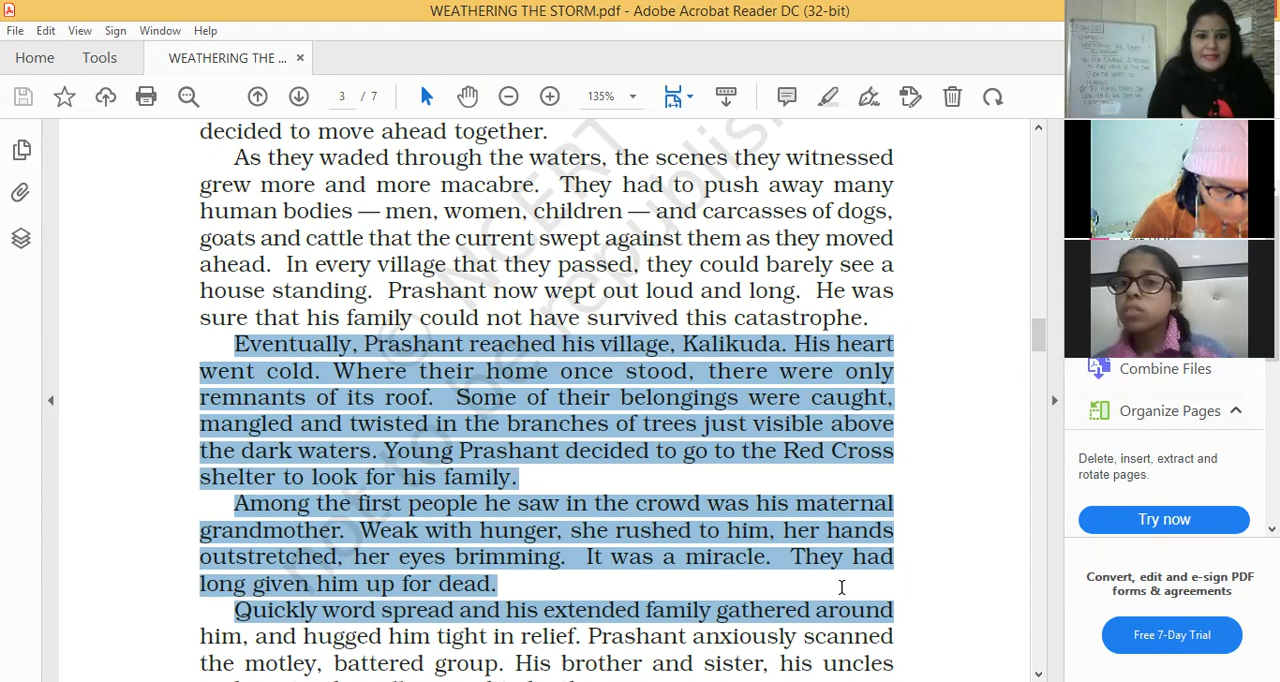 WEATHERING THE STORM.pdf - Adobe Acrobat Reader DC (32-bit)
File Edit View Sign Window Help
Home Tools WEATHERING THE ... ×
3 / 7 135%
decided to move ahead together.
As they waded through the waters, the scenes they witnessed
grew more and more macabre. They had to push away many
human bodies — men, women, children — and carcasses of dogs,
goats and cattle that the current swept against them as they moved
ahead. In every village that they passed, they could barely see a
house standing. Prashant now wept out loud and long. He was
sure that his family could not have survived this catastrophe.
Eventually, Prashant reached his village, Kalikuda. His heart
went cold. Where their home once stood, there were only
remnants of its roof. Some of their belongings were caught,
mangled and twisted in the branches of trees just visible above
the dark waters. Young Prashant decided to go to the Red Cross
shelter to look for his family.
Among the first people he saw in the crowd was his maternal
grandmother. Weak with hunger, she rushed to him, her hands
outstretched, her eyes brimming. It was a miracle. They had
long given him up for dead.
Quickly word spread and his extended family gathered around
him, and hugged him tight in relief. Prashant anxiously scanned
the motley, battered group. His brother and sister, his uncles
© NCERT
not to be republish
Combine Files
Organize Pages
Delete, insert, extract and
rotate pages.
Try now
Convert, edit and e-sign PDF
forms & agreements
Free 7-Day Trial